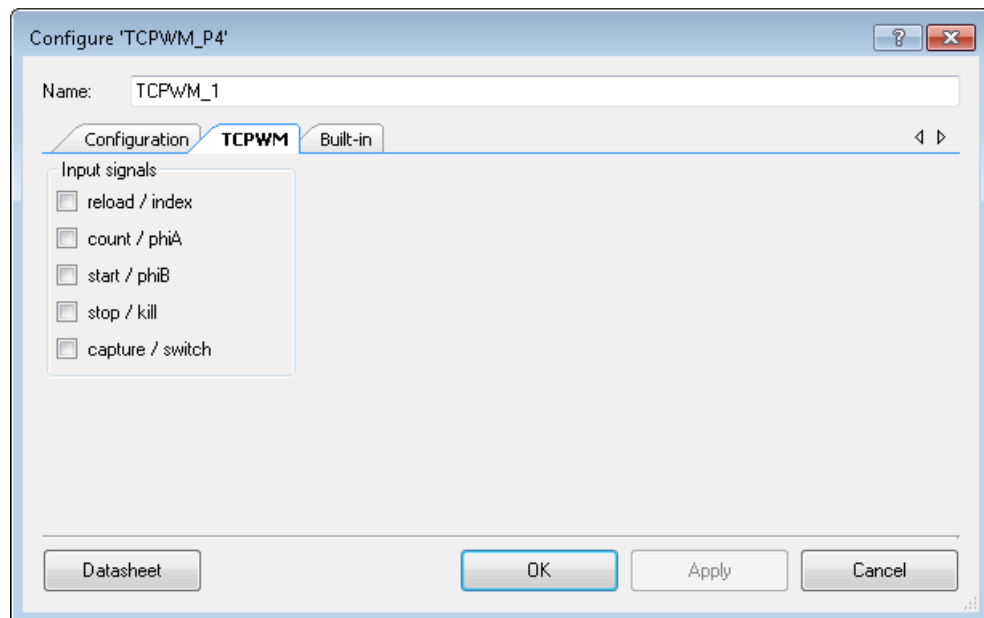 Configure 'TCPWM_P4'
Name: TCPWM_1
Configuration TCPWM Built-in
Input signals
reload / index
count / phiA
start / phiB
stop / kill
capture / switch
Datasheet OK Apply Cancel